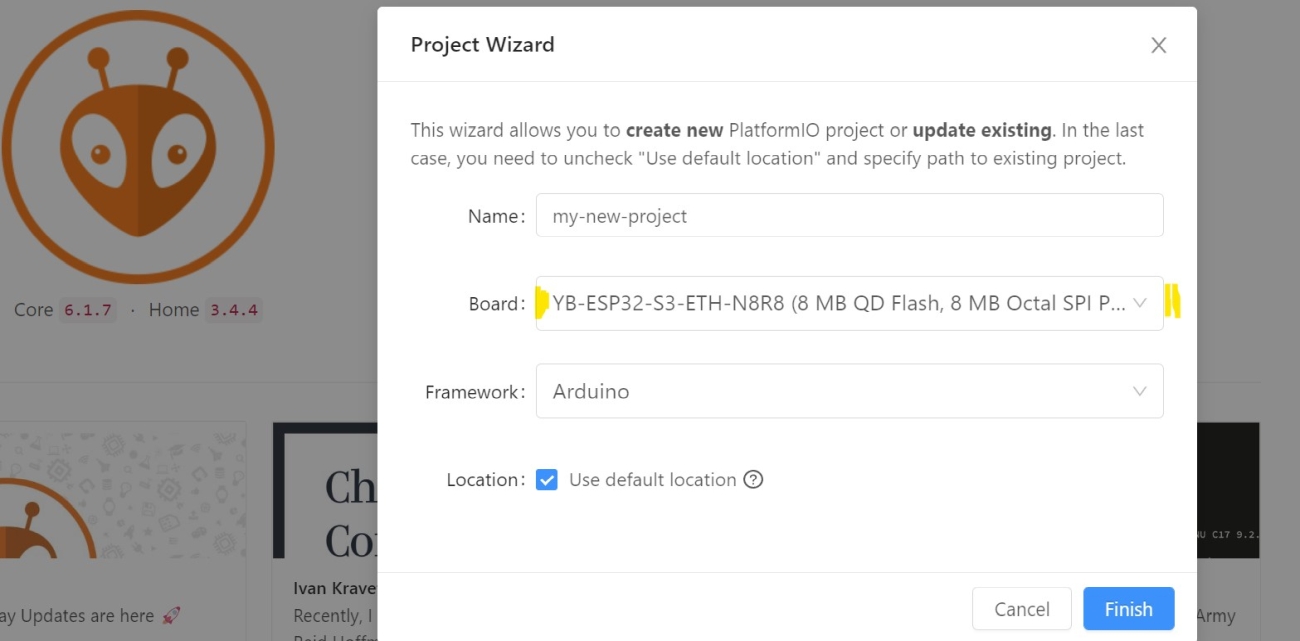 Project Wizard
This wizard allows you to create new PlatformIO project or update existing. In the last
case, you need to uncheck "Use default location" and specify path to existing project.
Name:
my-new-project
Board:
YB-ESP32-S3-ETH-N8R8 (8 MB QD Flash, 8 MB Octal SPI P...
Framework:
Arduino
Location:
Use default location
Cancel
Finish
Core 6.1.7 · Home 3.4.4
ay Updates are here 🚀
Ch
Co
Ivan Krave
Recently, I
NU C17 9.2.
Army